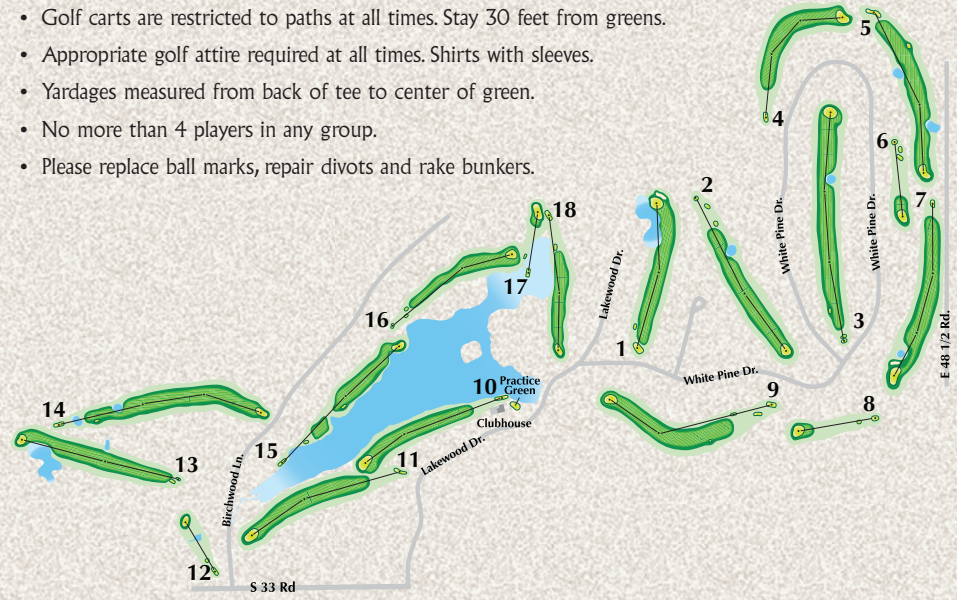 • Golf carts are restricted to paths at all times. Stay 30 feet from greens.
• Appropriate golf attire required at all times. Shirts with sleeves.
• Yardages measured from back of tee to center of green.
• No more than 4 players in any group.
• Please replace ball marks, repair divots and rake bunkers.
5
4
6
2
7
18
White Pine Dr.
White Pine Dr.
Lakewood Dr.
17
16
1
3
E 48 1/2 Rd.
White Pine Dr.
10
Practice
Green
9
14
Clubhouse
8
15
Lakewood Dr.
11
13
Birchwood Ln.
12
S 33 Rd